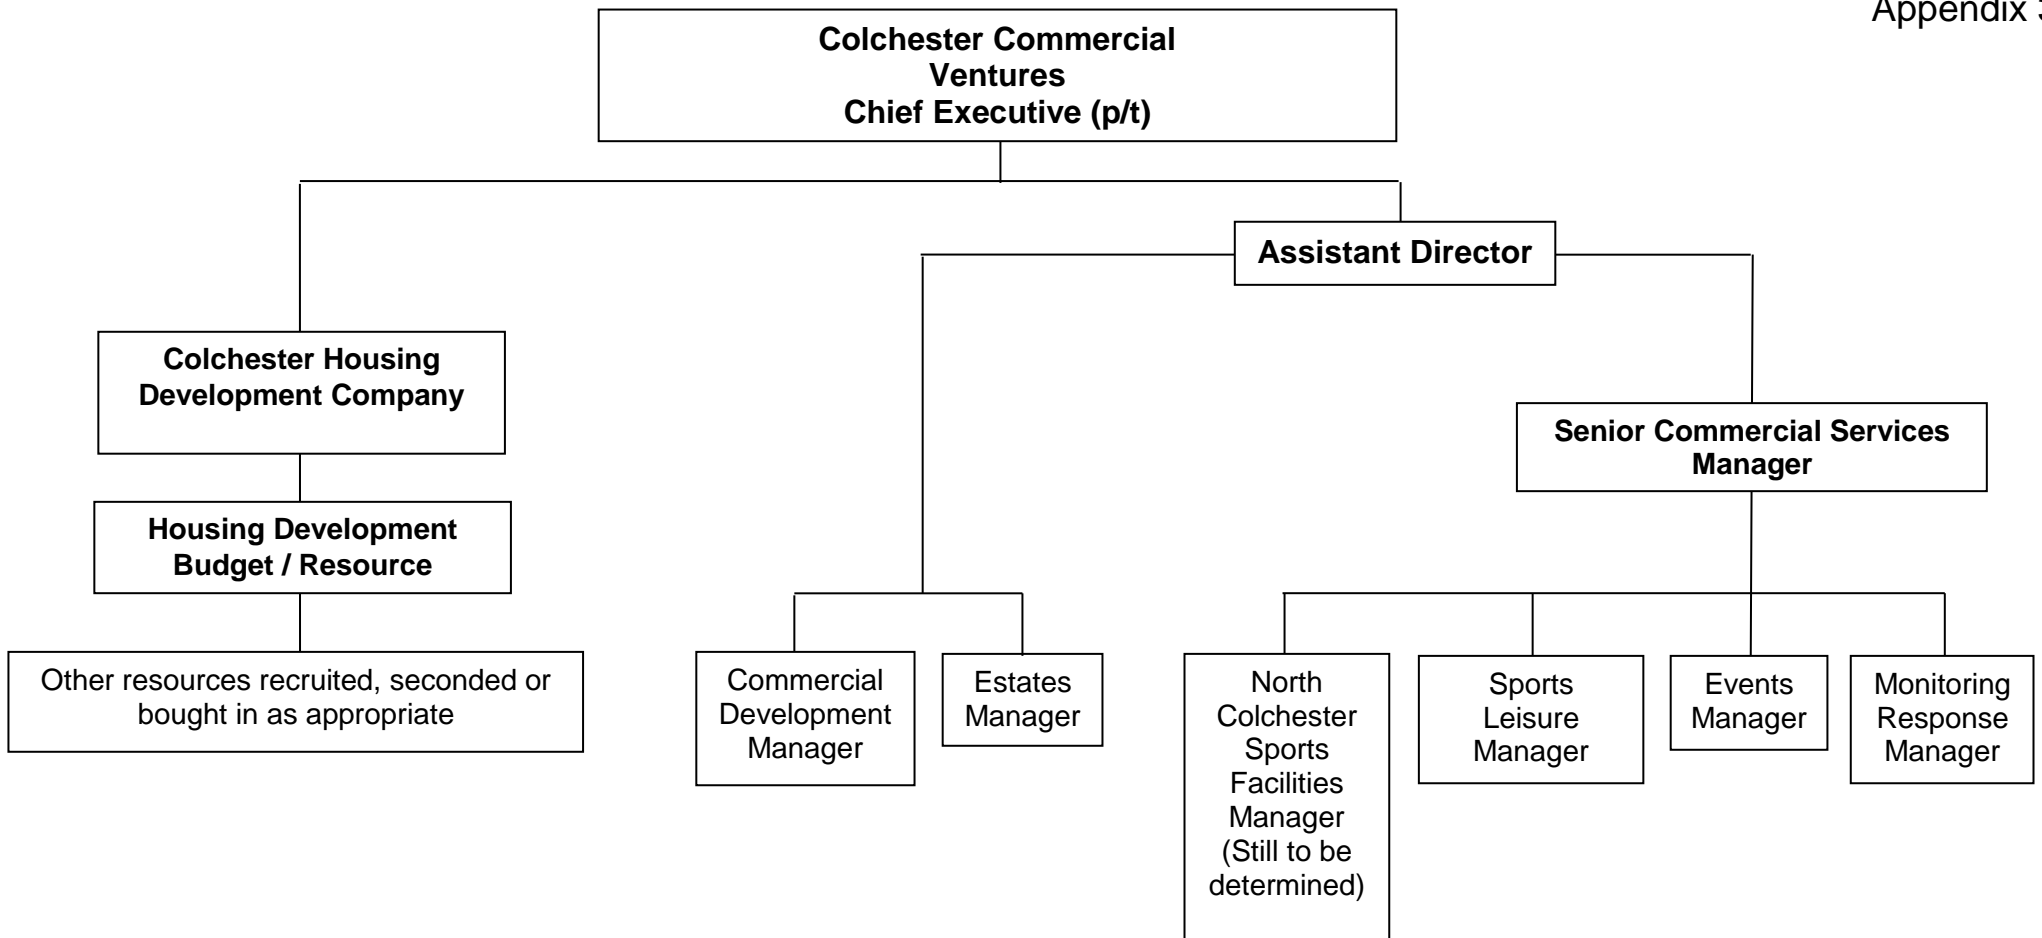 Appendix 3
Colchester Commercial
Ventures
Chief Executive (p/t)
Assistant Director
Colchester Housing
Development Company
Senior Commercial Services
Manager
Housing Development
Budget / Resource
Other resources recruited, seconded or
bought in as appropriate
Commercial
Development
Manager
Estates
Manager
North
Colchester
Sports
Facilities
Manager
(Still to be
determined)
Sports
Leisure
Manager
Events
Manager
Monitoring
Response
Manager